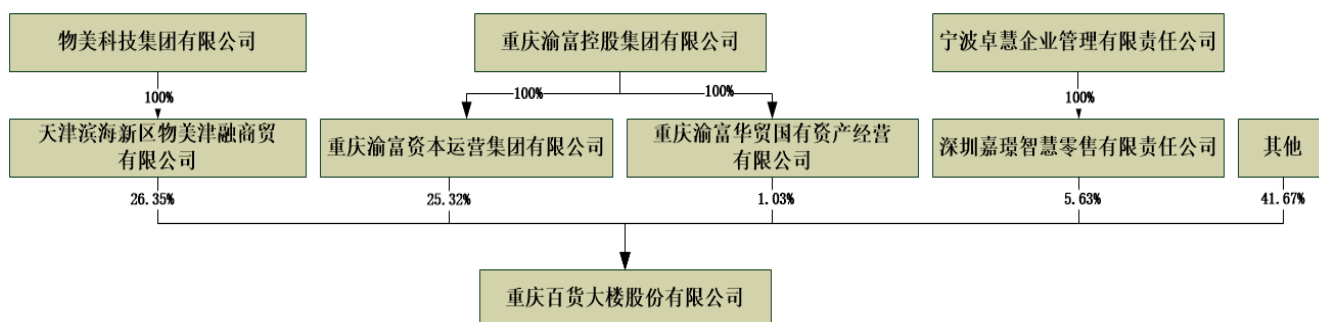 物美科技集团有限公司
重庆渝富控股集团有限公司
宁波卓慧企业管理有限责任公司
100%
100%
100%
100%
天津滨海新区物美津融商贸
有限公司
重庆渝富资本运营集团有限公司
重庆渝富华贸国有资产经营
有限公司
深圳嘉璟智慧零售有限责任公司
其他
26.35%
25.32%
1.03%
5.63%
41.67%
重庆百货大楼股份有限公司